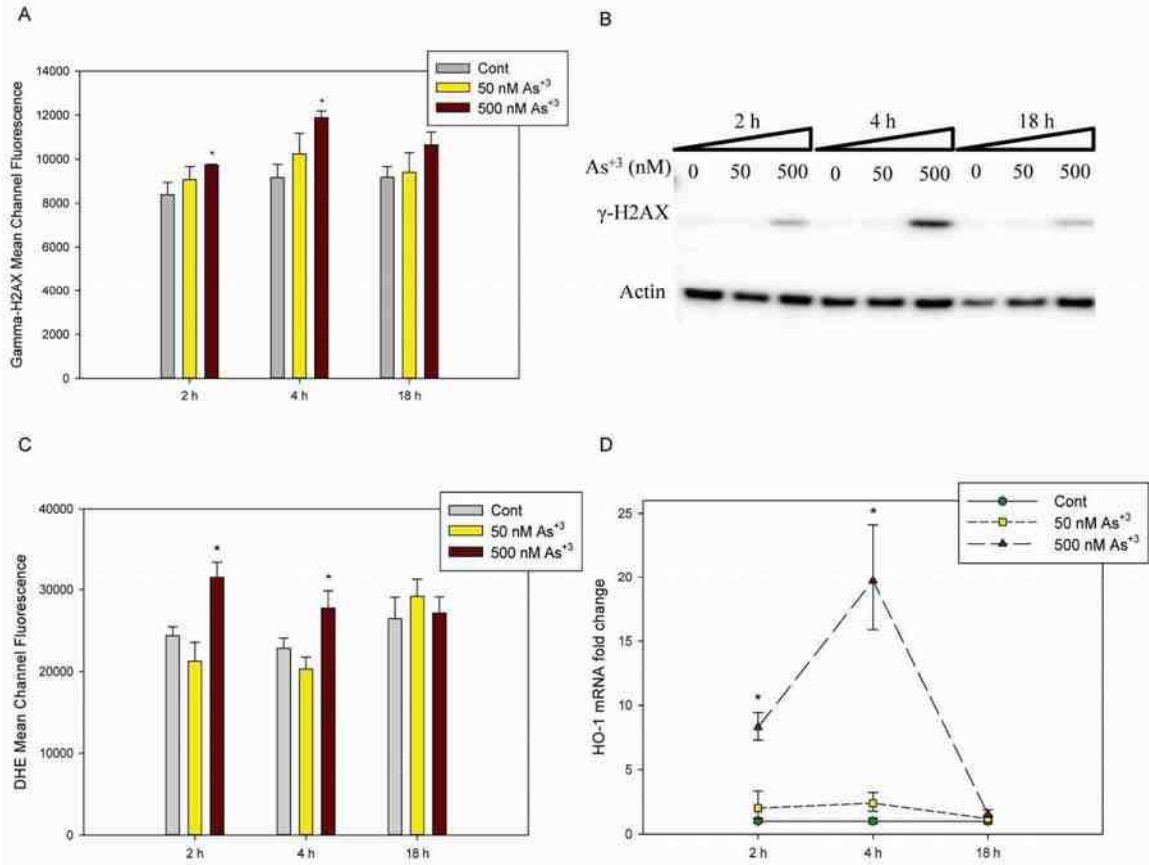 A
Cont
50 nM As+3
500 nM As+3
Gamma-H2AX Mean Channel Fluorescence
14000
12000
10000
8000
6000
4000
2000
0
*
*
2 h
4 h
18 h
B
2 h
4 h
18 h
As+3 (nM)
0 50 500 0 50 500 0 50 500
γ-H2AX
Actin
C
Cont
50 nM As+3
500 nM As+3
DHE Mean Channel Fluorescence
40000
30000
20000
10000
0
*
*
2 h
4 h
18 h
D
Cont
50 nM As+3
500 nM As+3
HO-1 mRNA fold change
25
20
15
10
5
0
*
*
2 h
4 h
18 h